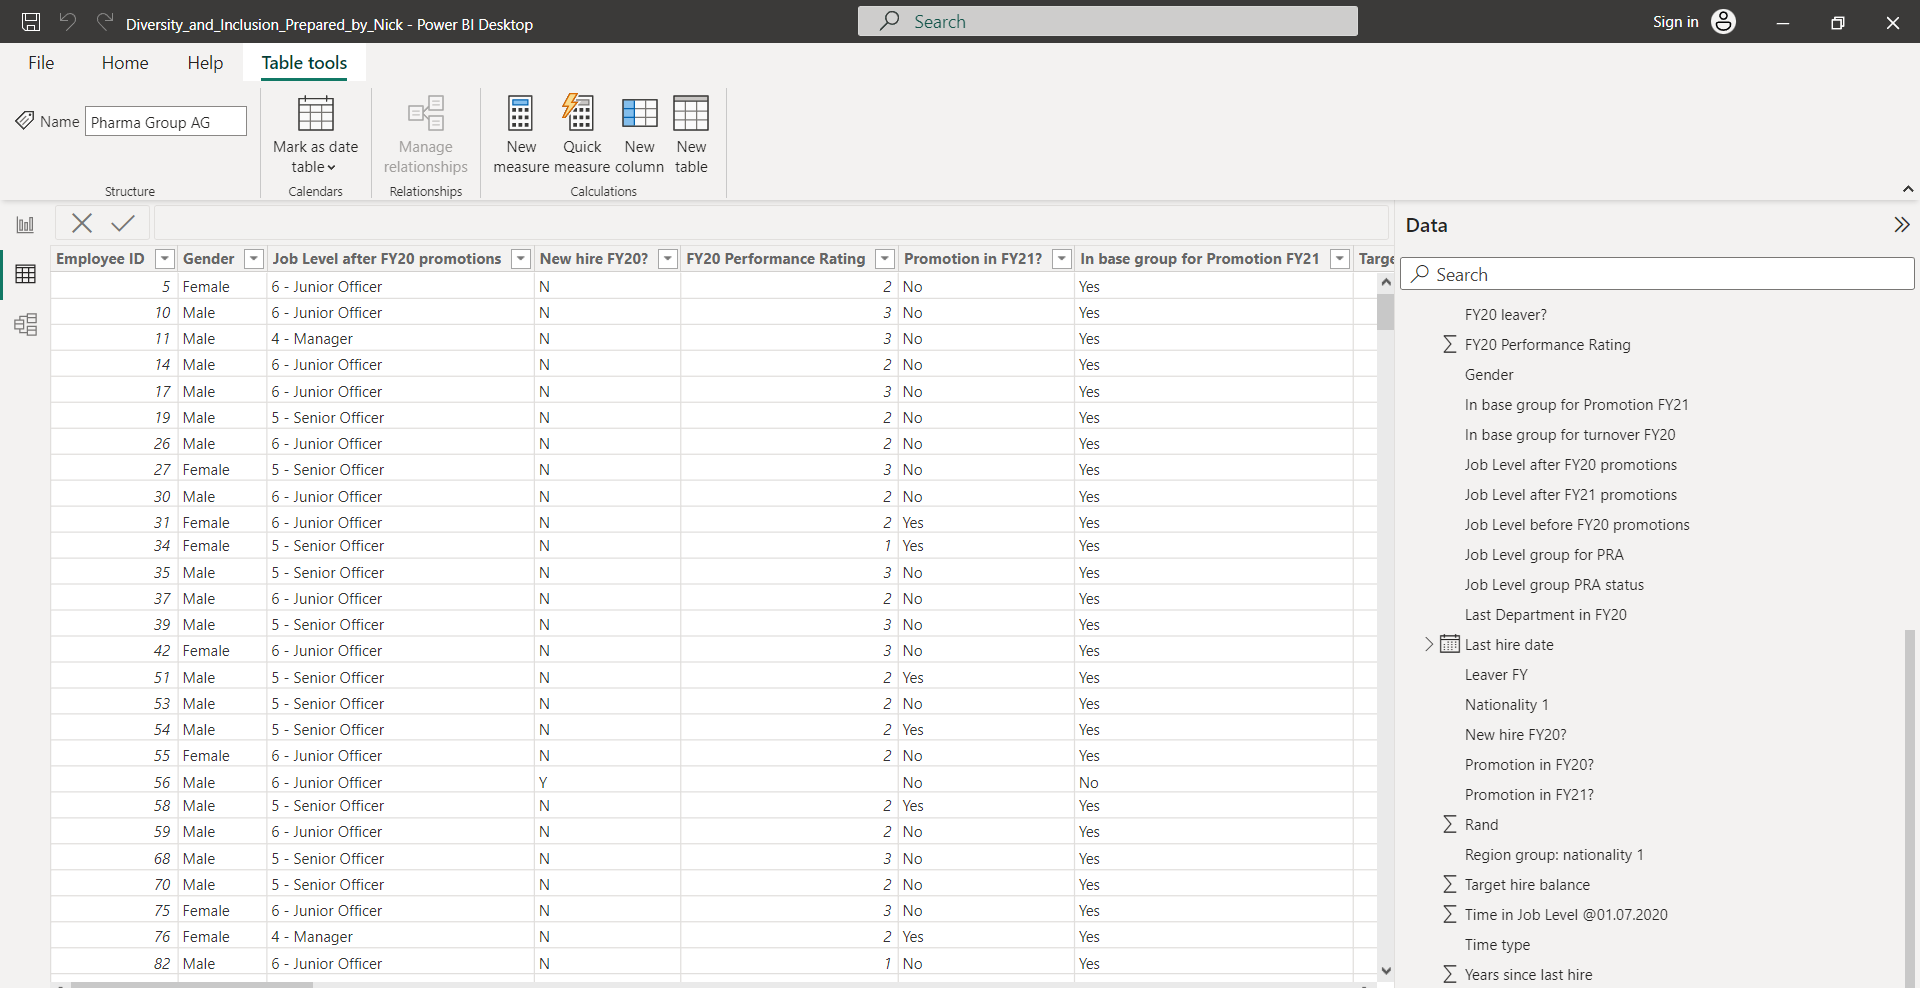 Diversity_and_Inclusion_Prepared_by_Nick - Power BI Desktop
Search
Sign in
File Home Help Table tools
Name Pharma Group AG
Mark as date table
Manage relationships
New measure
Quick measure
New column
New table
Structure Calendars Relationships Calculations
Employee ID Gender Job Level after FY20 promotions New hire FY20? FY20 Performance Rating Promotion in FY21? In base group for Promotion FY21 Targe
5 Female 6 - Junior Officer N 2 No Yes
10 Male 6 - Junior Officer N 3 No Yes
11 Male 4 - Manager N 3 No Yes
14 Male 6 - Junior Officer N 2 No Yes
17 Male 6 - Junior Officer N 3 No Yes
19 Male 5 - Senior Officer N 2 No Yes
26 Male 6 - Junior Officer N 2 No Yes
27 Female 5 - Senior Officer N 3 No Yes
30 Male 6 - Junior Officer N 2 No Yes
31 Female 6 - Junior Officer N 2 Yes Yes
34 Female 5 - Senior Officer N 1 Yes Yes
35 Male 5 - Senior Officer N 3 No Yes
37 Male 6 - Junior Officer N 2 No Yes
39 Male 5 - Senior Officer N 3 No Yes
42 Female 6 - Junior Officer N 3 No Yes
51 Male 5 - Senior Officer N 2 Yes Yes
53 Male 5 - Senior Officer N 2 No Yes
54 Male 5 - Senior Officer N 2 Yes Yes
55 Female 6 - Junior Officer N 2 No Yes
56 Male 6 - Junior Officer Y No No
58 Male 5 - Senior Officer N 2 Yes Yes
59 Male 6 - Junior Officer N 2 No Yes
68 Male 5 - Senior Officer N 3 No Yes
70 Male 5 - Senior Officer N 2 No Yes
75 Female 6 - Junior Officer N 3 No Yes
76 Female 4 - Manager N 2 Yes Yes
82 Male 6 - Junior Officer N 1 No Yes
Data
Search
FY20 leaver?
FY20 Performance Rating
Gender
In base group for Promotion FY21
In base group for turnover FY20
Job Level after FY20 promotions
Job Level after FY21 promotions
Job Level before FY20 promotions
Job Level group for PRA
Job Level group PRA status
Last Department in FY20
Last hire date
Leaver FY
Nationality 1
New hire FY20?
Promotion in FY20?
Promotion in FY21?
Rand
Region group: nationality 1
Target hire balance
Time in Job Level @01.07.2020
Time type
Years since last hire